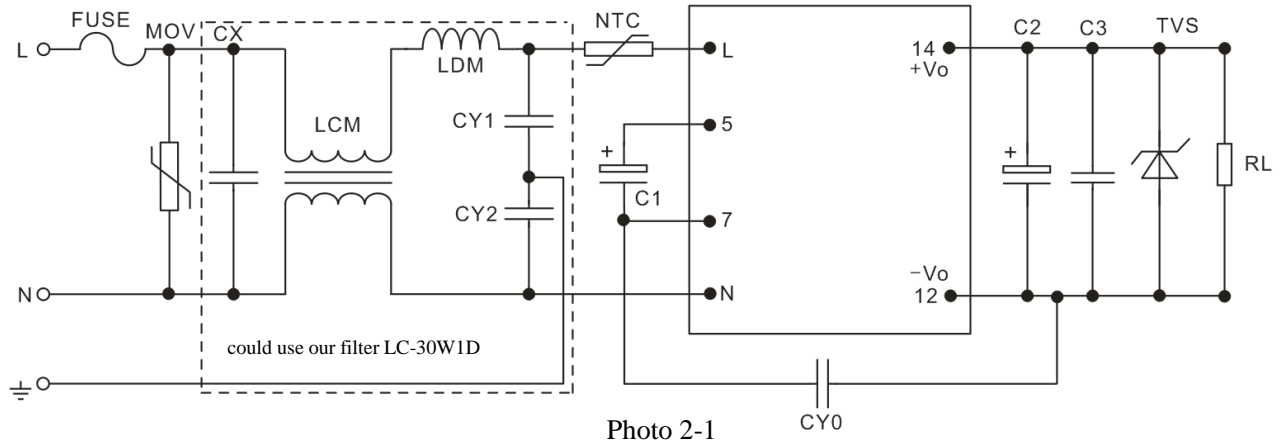 FUSE
MOV
CX
LDM
NTC
L
L
14
+Vo
C2
C3
TVS
LCM
CY1
5
+
C1
+
RL
CY2
7
N
N
−Vo
12
could use our filter LC-30W1D
CY0
Photo 2-1